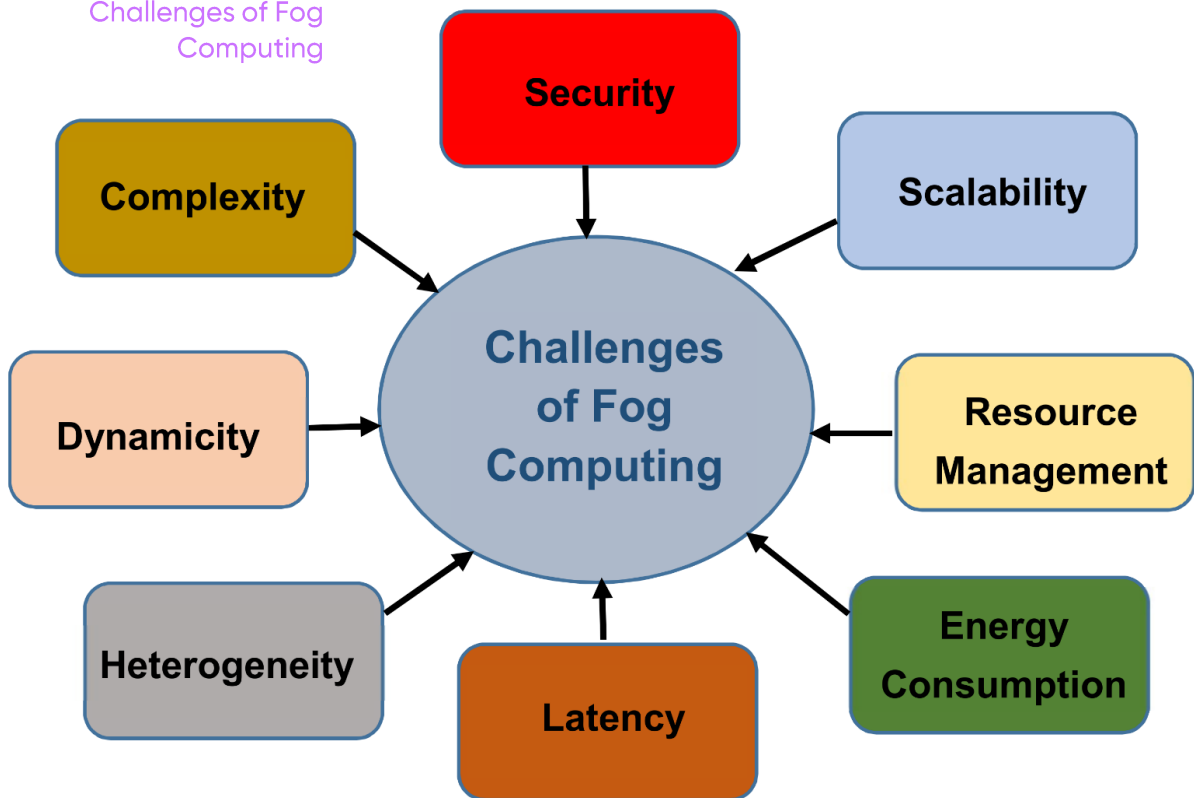 Challenges of Fog
Computing
Security
Complexity
Scalability
Challenges
of Fog
Computing
Dynamicity
Resource
Management
Heterogeneity
Energy
Consumption
Latency